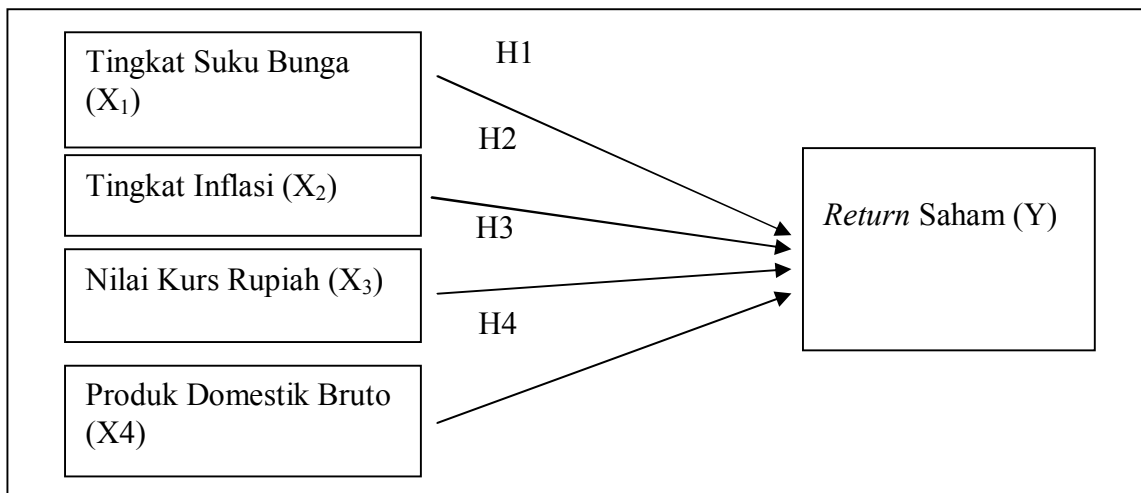 Tingkat Suku Bunga
(X₁)
H1
H2
Tingkat Inflasi (X₂)
H3
Nilai Kurs Rupiah (X₃)
H4
Produk Domestik Bruto
(X4)
Return Saham (Y)